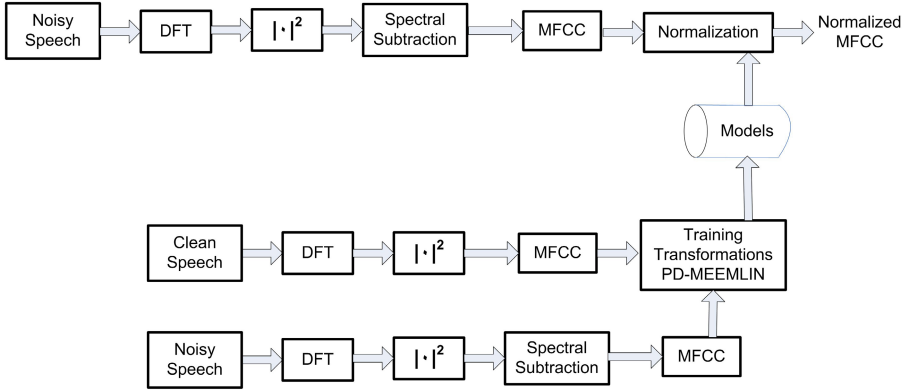 Noisy
Speech
DFT
|·|²
Spectral
Subtraction
MFCC
Normalization
Normalized
MFCC
Models
Clean
Speech
DFT
|·|²
MFCC
Training
Transformations
PD-MEEMLIN
Noisy
Speech
DFT
|·|²
Spectral
Subtraction
MFCC